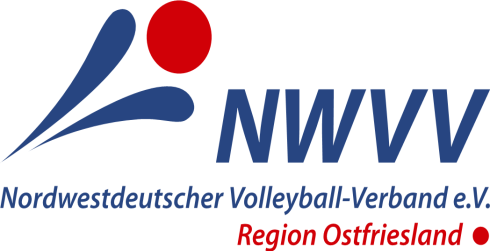 NWVV
Nordwestdeutscher Volleyball-Verband e.V.
Region Ostfriesland